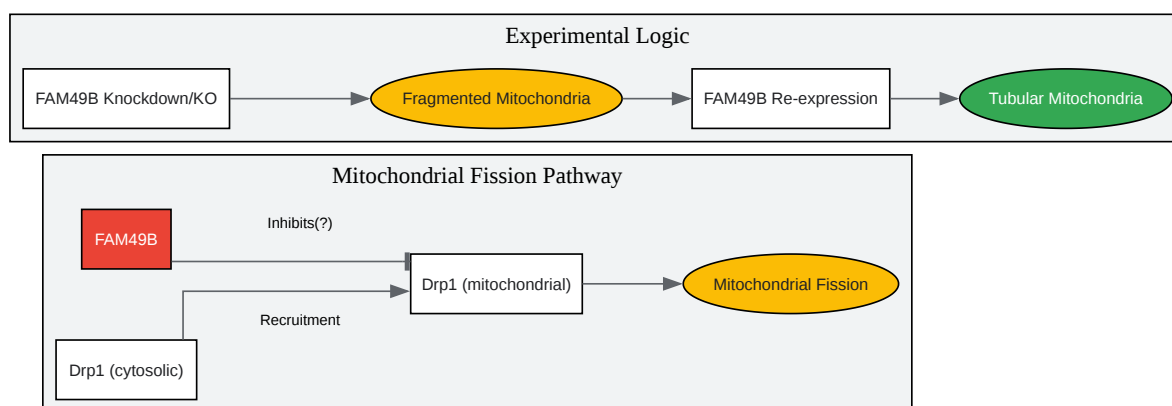 Experimental Logic
FAM49B Knockdown/KO
Fragmented Mitochondria
FAM49B Re-expression
Tubular Mitochondria
Mitochondrial Fission Pathway
FAM49B
Inhibits(?)
Drp1 (mitochondrial)
Mitochondrial Fission
Recruitment
Drp1 (cytosolic)